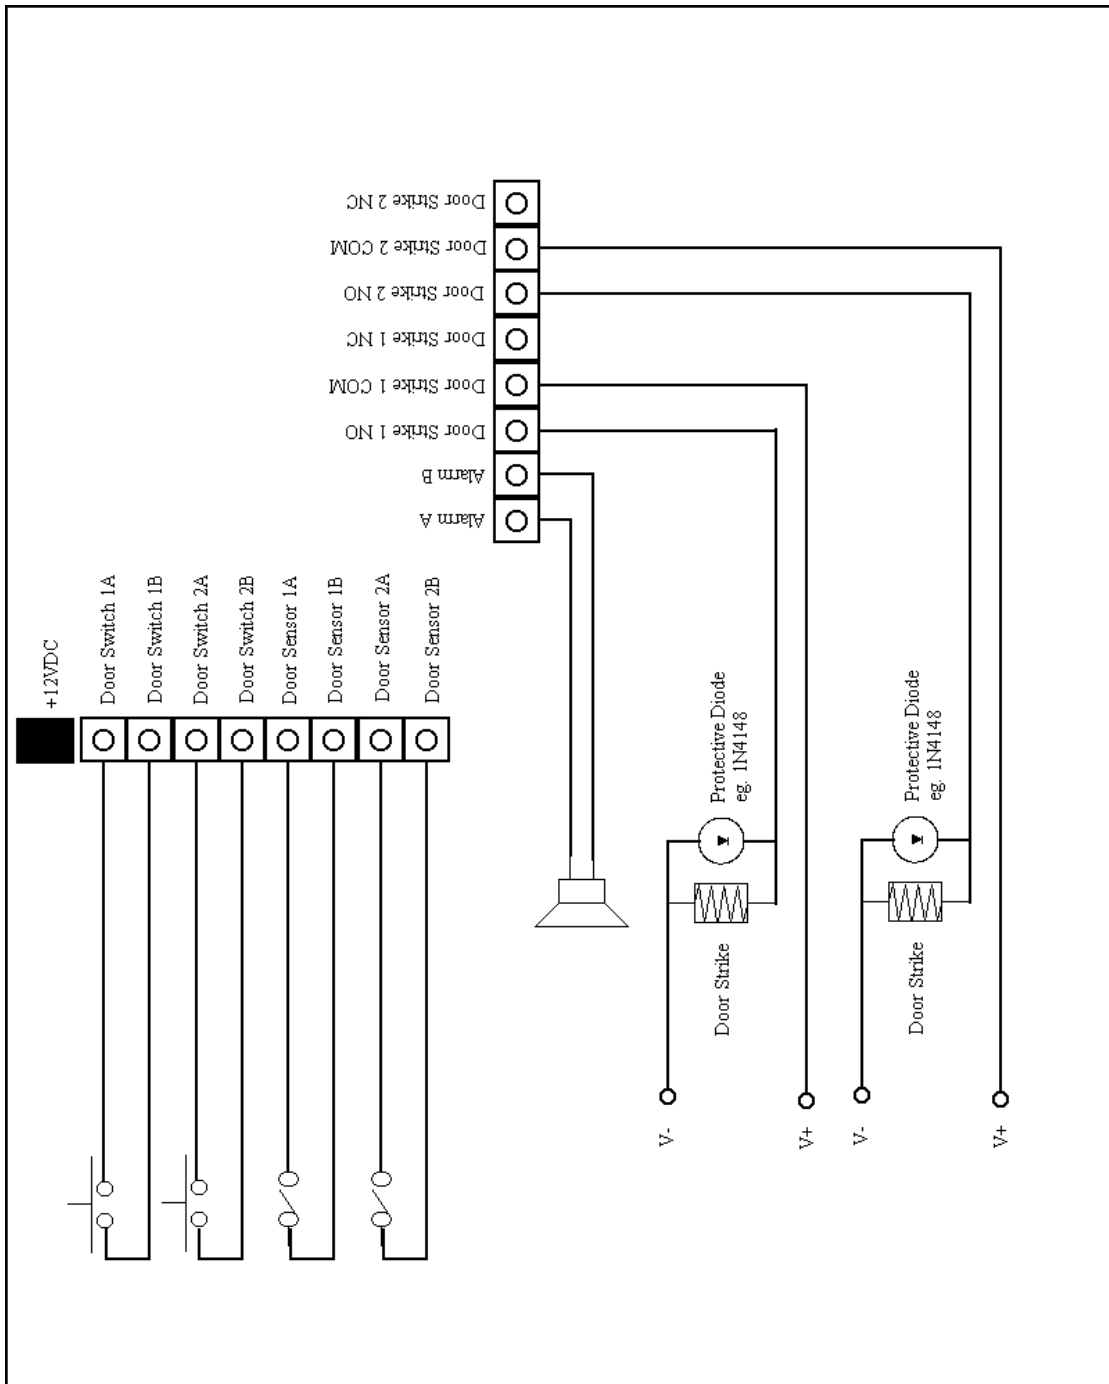 Door Strike 2 NC
Door Strike 2 COM
Door Strike 2 NO
Door Strike 1 NC
Door Strike 1 COM
Door Strike 1 NO
Alarm B
Alarm A
+12VDC
Door Switch 1A
Door Switch 1B
Door Switch 2A
Door Switch 2B
Door Sensor 1A
Door Sensor 1B
Door Sensor 2A
Door Sensor 2B
Protective Diode
eg. 1N4148
Protective Diode
eg. 1N4148
Door Strike
Door Strike
V-
V+
V-
V+